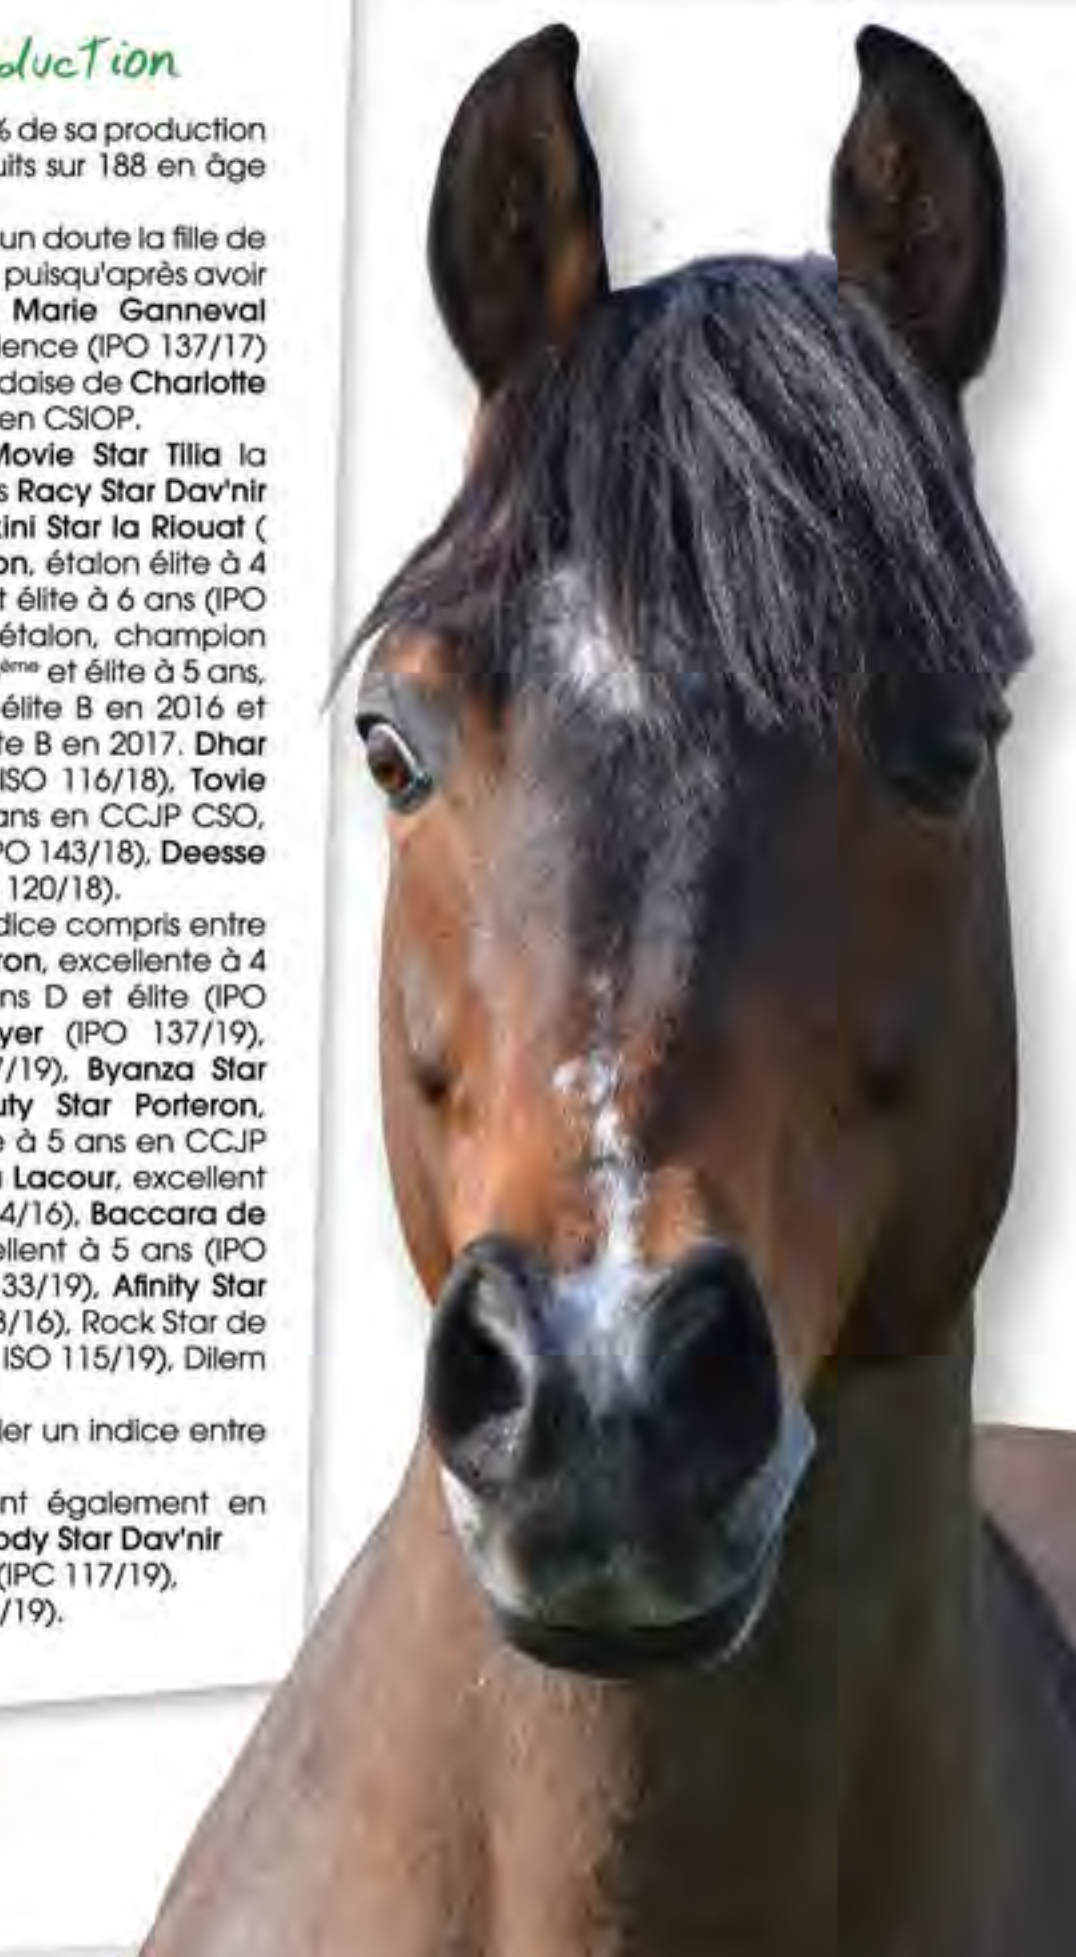 duction
% de sa production
uits sur 188 en âge
un doute la fille de
puisqu'après avoir
Marie Ganneval
lence (IPO 137/17)
daise de Charlotte
en CSIOP.
Movie Star Tilia la
s Racy Star Dav'nir
ini Star la Riouat (
on, étalon élite à 4
t élite à 6 ans (IPO
étalon, champion
ème et élite à 5 ans,
élite B en 2016 et
te B en 2017. Dhar
ISO 116/18), Tovie
ans en CCJP CSO,
PO 143/18), Deesse
120/18).
dice compris entre
ron, excellente à 4
ns D et élite (IPO
yer (IPO 137/19),
7/19), Byanza Star
uty Star Porteron,
e à 5 ans en CCJP
Lacour, excellent
4/16), Baccara de
ellent à 5 ans (IPO
33/19), Afinity Star
8/16), Rock Star de
ISO 115/19), Dilem
ler un indice entre
nt également en
ody Star Dav'nir
(IPC 117/19),
/19).